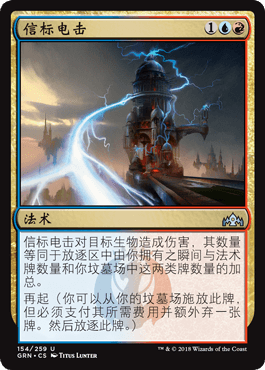 信标电击 1
法术
信标电击对目标生物造成伤害，其数量
等同于放逐区中由你拥有之瞬间与法术
牌数量和你坟墓场中这两类牌数量的加
总。
再起（你可以从你的坟墓场施放此牌，
但必须支付其所需费用并额外弃一张
牌。然后放逐此牌。）
154/259 U
GRN • CS TITUS LUNTER
™ & © 2018 Wizards of the Coast